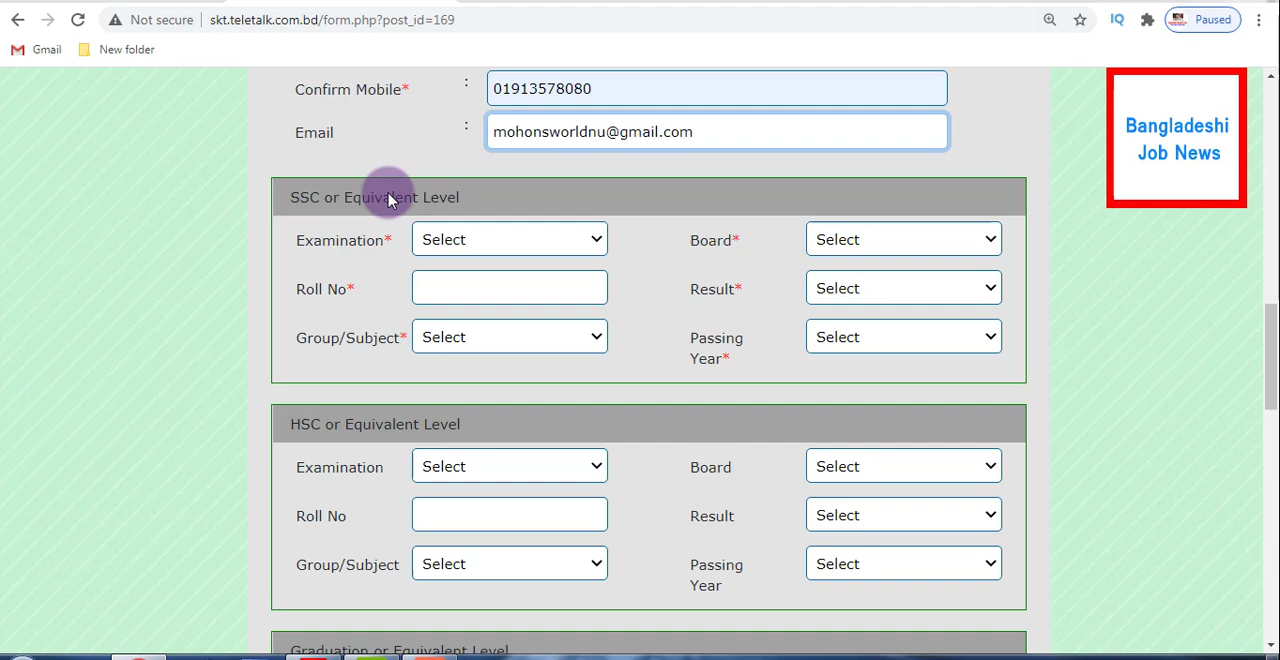 Not secure skt.teletalk.com.bd/form.php?post_id=169 IQ Paused
Gmail New folder
Confirm Mobile* : 01913578080
Email : mohonsworldnu@gmail.com
Bangladeshi
Job News
SSC or Equivalent Level
Examination* Select Board* Select
Roll No* Result* Select
Group/Subject* Select Passing Year* Select
HSC or Equivalent Level
Examination Select Board Select
Roll No Result Select
Group/Subject Select Passing Year Select
Graduation or Equivalent Level